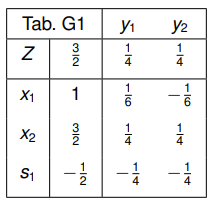 Tab. G1 y₁ y₂
Z 3/2 1/4 1/4
x₁ 1 1/6 -1/6
x₂ 3/2 1/4 1/4
s₁ -1/2 -1/4 -1/4